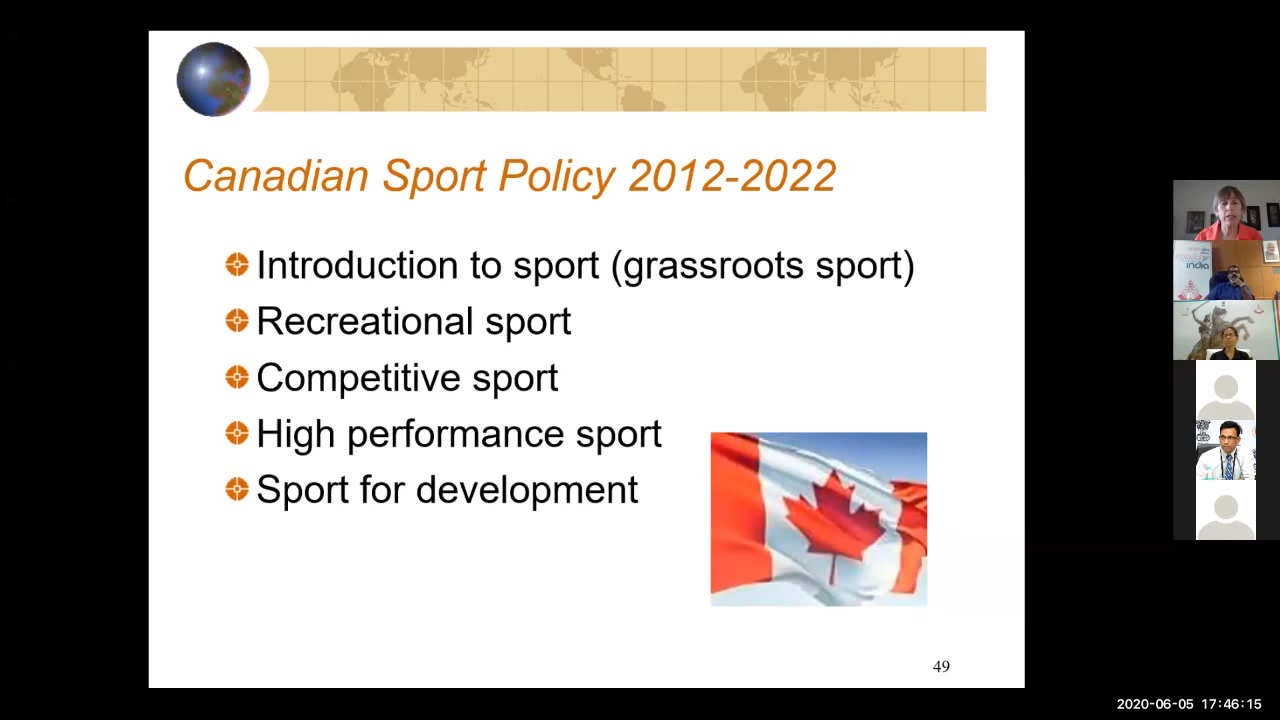 Canadian Sport Policy 2012-2022
Introduction to sport (grassroots sport)
Recreational sport
Competitive sport
High performance sport
Sport for development
49
india
2020-06-05 17:46:15